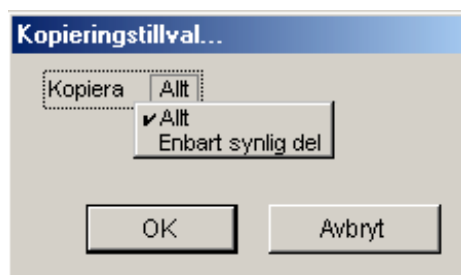 Kopieringstillval...
Kopiera Allt
✔Allt
Enbart synlig del
OK Avbryt